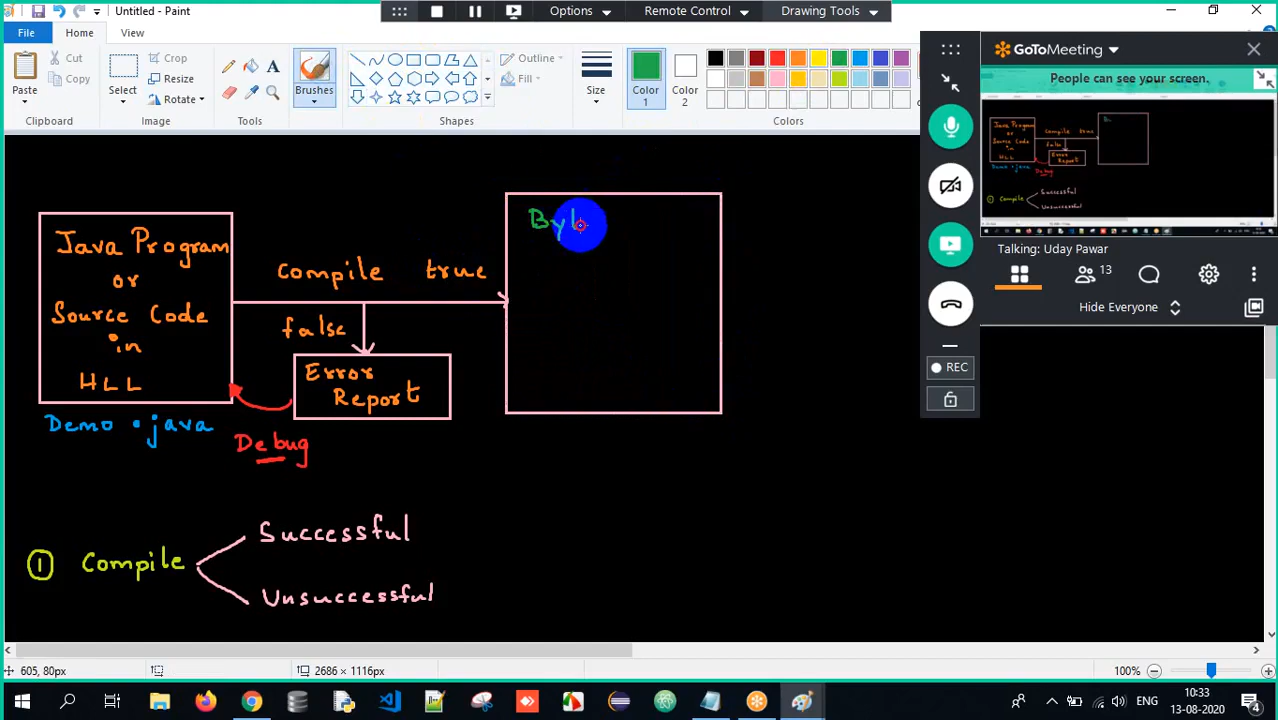 Untitled - Paint
Options
Remote Control
Drawing Tools
File
Home
View
Paste
Cut
Copy
Select
Crop
Resize
Rotate
A
Brushes
Outline
Fill
Size
Color
1
Color
2
Clipboard
Image
Tools
Shapes
Colors
GoToMeeting
People can see your screen.
Talking: Uday Pawar
13
Hide Everyone
REC
Java Program
or
Source Code
in
HLL
Demo .java
compile true
false
Error
Report
Debug
By
1 Compile
Successful
Unsuccessful
605, 80px
2686 × 1116px
100%
ENG
10:33
13-08-2020
4